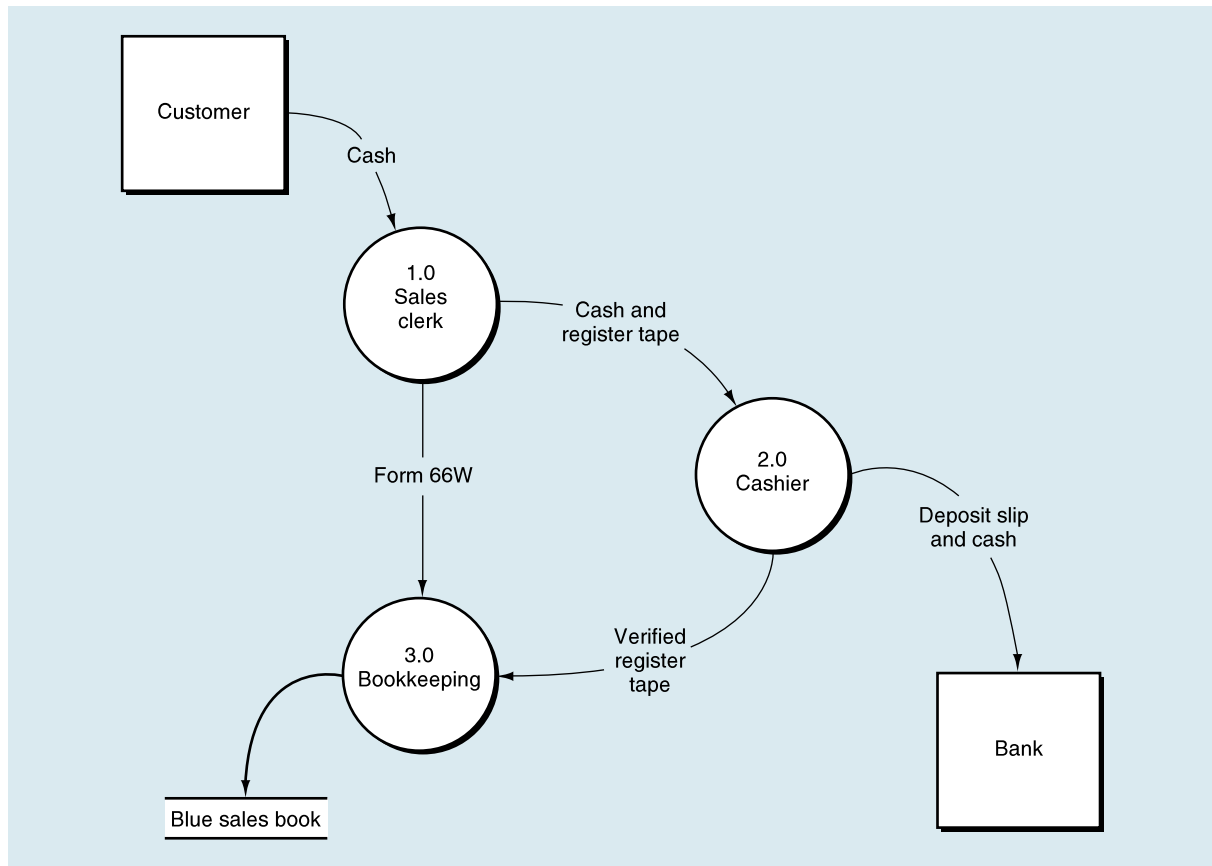 Customer
Cash
1.0
Sales
clerk
Cash and
register tape
2.0
Cashier
Form 66W
Deposit slip
and cash
Verified
register
tape
3.0
Bookkeeping
Bank
Blue sales book